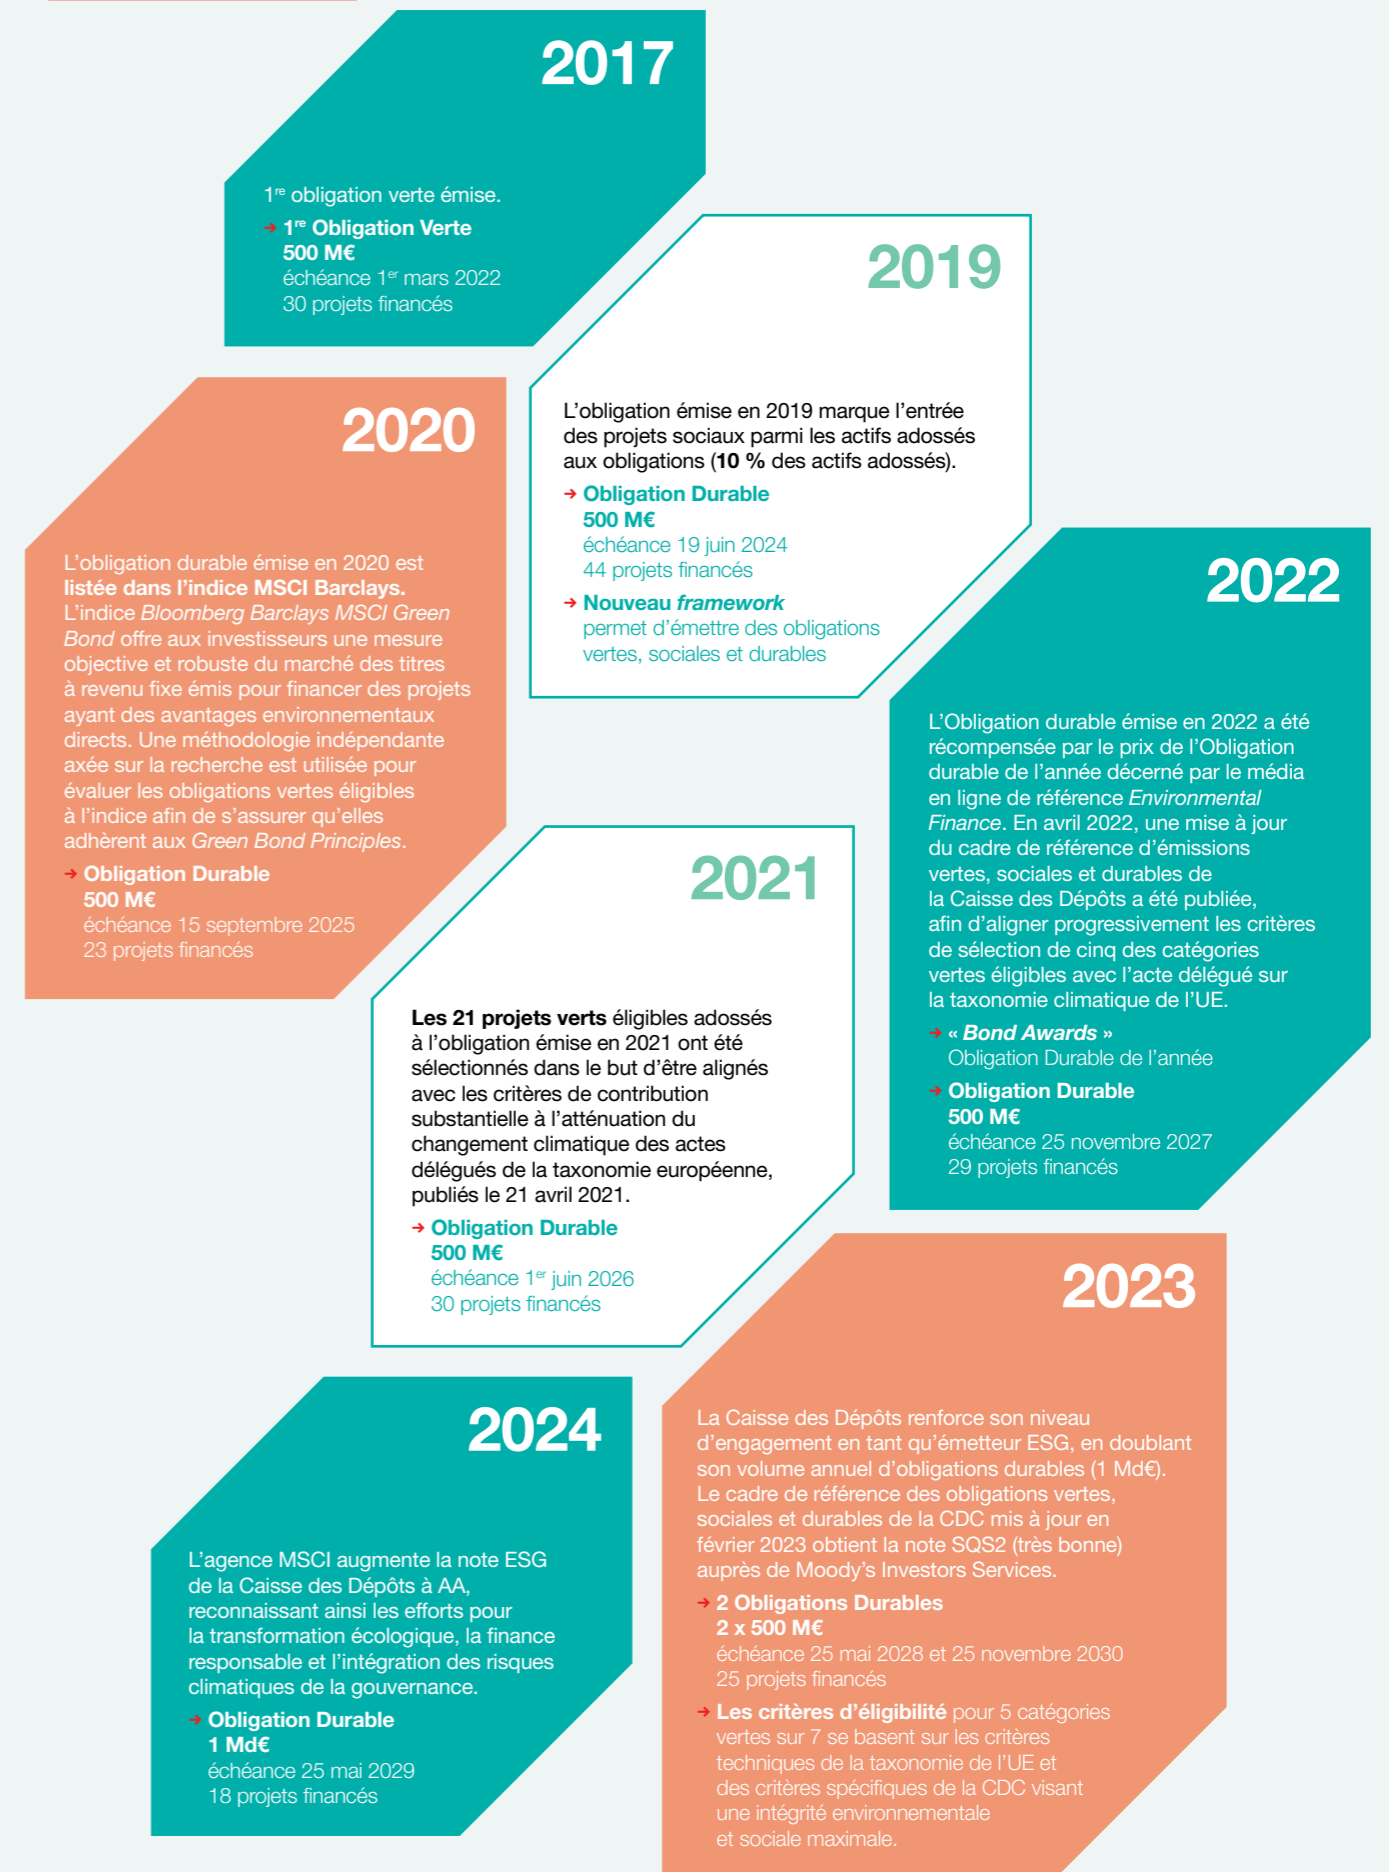 2017
1re obligation verte émise.
→ 1re Obligation Verte
500 M€
échéance 1er mars 2022
30 projets financés
2019
L’obligation émise en 2019 marque l’entrée
des projets sociaux parmi les actifs adossés
aux obligations (10 % des actifs adossés).
→ Obligation Durable
500 M€
échéance 19 juin 2024
44 projets financés
→ Nouveau framework
permet d’émettre des obligations
vertes, sociales et durables
2020
L’obligation durable émise en 2020 est
listée dans l’indice MSCI Barclays.
L’indice Bloomberg Barclays MSCI Green
Bond offre aux investisseurs une mesure
objective et robuste du marché des titres
à revenu fixe émis pour financer des projets
ayant des avantages environnementaux
directs. Une méthodologie indépendante
axée sur la recherche est utilisée pour
évaluer les obligations vertes éligibles
à l’indice afin de s’assurer qu’elles
adhèrent aux Green Bond Principles.
→ Obligation Durable
500 M€
échéance 15 septembre 2025
23 projets financés
2021
Les 21 projets verts éligibles adossés
à l’obligation émise en 2021 ont été
sélectionnés dans le but d’être alignés
avec les critères de contribution
substantielle à l’atténuation du
changement climatique des actes
délégués de la taxonomie européenne,
publiés le 21 avril 2021.
→ Obligation Durable
500 M€
échéance 1er juin 2026
30 projets financés
2022
L’Obligation durable émise en 2022 a été
récompensée par le prix de l’Obligation
durable de l’année décerné par le média
en ligne de référence Environmental
Finance. En avril 2022, une mise à jour
du cadre de référence d’émissions
vertes, sociales et durables de
la Caisse des Dépôts a été publiée,
afin d’aligner progressivement les critères
de sélection de cinq des catégories
vertes éligibles avec l’acte délégué sur
la taxonomie climatique de l’UE.
→ « Bond Awards »
Obligation Durable de l’année
→ Obligation Durable
500 M€
échéance 25 novembre 2027
29 projets financés
2023
La Caisse des Dépôts renforce son niveau
d’engagement en tant qu’émetteur ESG, en doublant
son volume annuel d’obligations durables (1 Md€).
Le cadre de référence des obligations vertes,
sociales et durables de la CDC mis à jour en
février 2023 obtient la note SQS2 (très bonne)
auprès de Moody’s Investors Services.
→ 2 Obligations Durables
2 x 500 M€
échéance 25 mai 2028 et 25 novembre 2030
25 projets financés
→ Les critères d’éligibilité pour 5 catégories
vertes sur 7 se basent sur les critères
techniques de la taxonomie de l’UE et
des critères spécifiques de la CDC visant
une intégrité environnementale
et sociale maximale.
2024
L’agence MSCI augmente la note ESG
de la Caisse des Dépôts à AA,
reconnaissant ainsi les efforts pour
la transformation écologique, la finance
responsable et l’intégration des risques
climatiques de la gouvernance.
→ Obligation Durable
1 Md€
échéance 25 mai 2029
18 projets financés